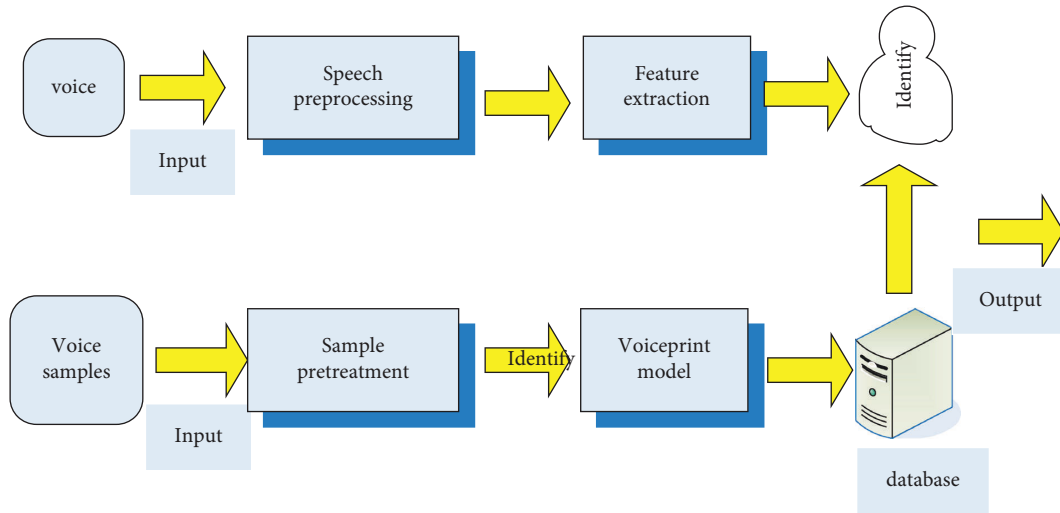 voice
Input
Speech
preprocessing
Feature
extraction
Identify
Voice
samples
Input
Sample
pretreatment
Identify
Voiceprint
model
database
Output